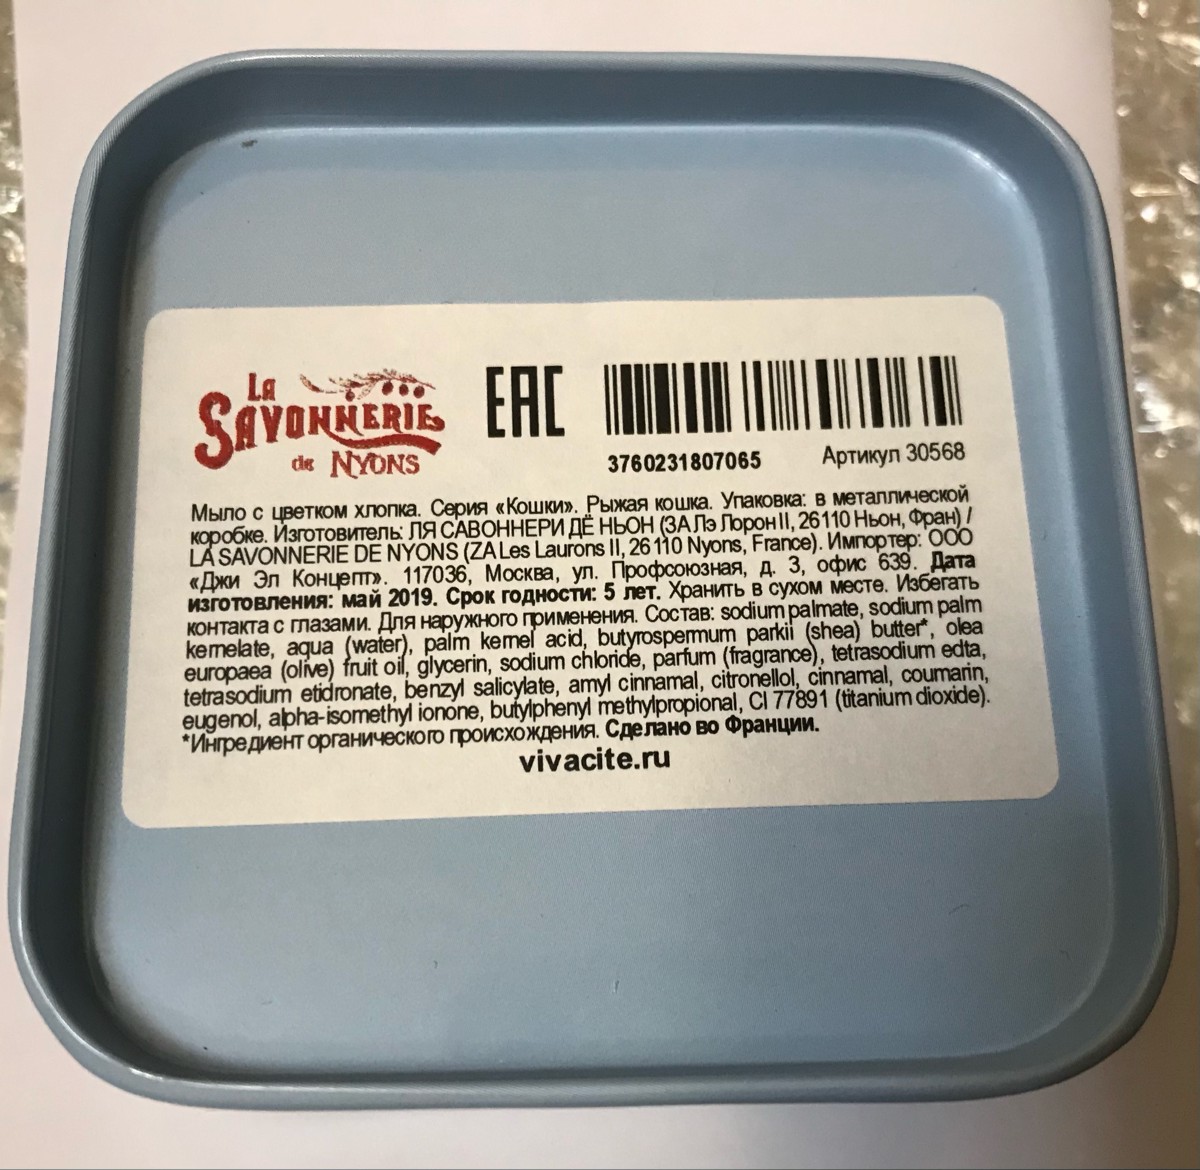 La
Savonnerie
de Nyons
EAC
3760231807065
Артикул 30568
Мыло с цветком хлопка. Серия «Кошки». Рыжая кошка. Упаковка: в металлической
коробке. Изготовитель: ЛЯ САВОННЕРИ ДЁ НЬОН (ЗА Лэ Лорон II, 26110 Ньон, Фран) /
LA SAVONNERIE DE NYONS (ZA Les Laurons II, 26110 Nyons, France). Импортер: ООО
«Джи Эл Концепт». 117036, Москва, ул. Профсоюзная, д. 3, офис 639. Дата
изготовления: май 2019. Срок годности: 5 лет. Хранить в сухом месте. Избегать
контакта с глазами. Для наружного применения. Состав: sodium palmate, sodium palm
kernelate, aqua (water), palm kernel acid, butyrospermum parkii (shea) butter*, olea
europaea (olive) fruit oil, glycerin, sodium chloride, parfum (fragrance), tetrasodium edta,
tetrasodium etidronate, benzyl salicylate, amyl cinnamal, citronellol, cinnamal, coumarin,
eugenol, alpha-isomethyl ionone, butylphenyl methylpropional, CI 77891 (titanium dioxide).
*Ингредиент органического происхождения. Сделано во Франции.
vivacite.ru